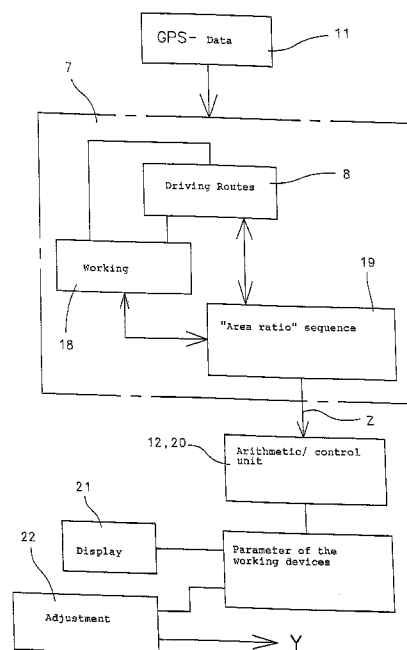 GPS- Data
11
7
Driving Routes
8
Working
18
19
"Area ratio" sequence
Z
12,20
Arithmetic/ control
unit
21
Display
Parameter of the
working devices
22
Adjustment
Y